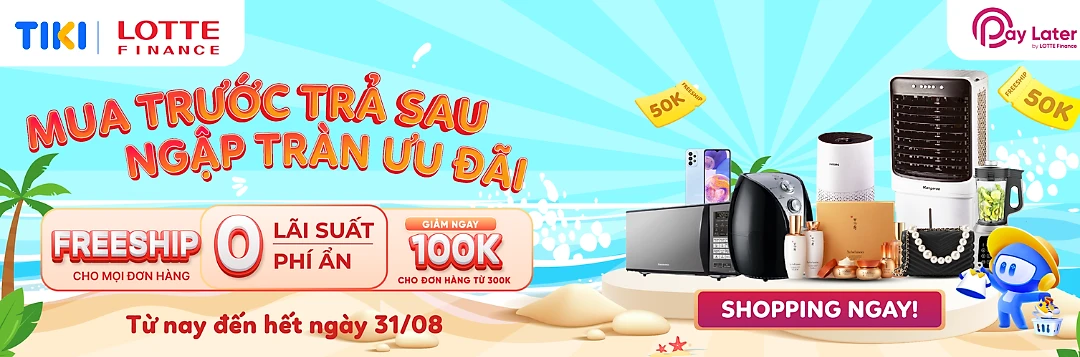 TIKI
LOTTE
FINANCE
Pay Later
by LOTTE Finance
MUA TRƯỚC TRẢ SAU
NGẬP TRÀN ƯU ĐÃI
FREESHIP
CHO MỌI ĐƠN HÀNG
0
LÃI SUẤT
PHÍ ẨN
GIẢM NGAY
100K
CHO ĐƠN HÀNG TỪ 300K
Từ nay đến hết ngày 31/08
50K
FREESHIP
FREESHIP
50K
SHOPPING NGAY!